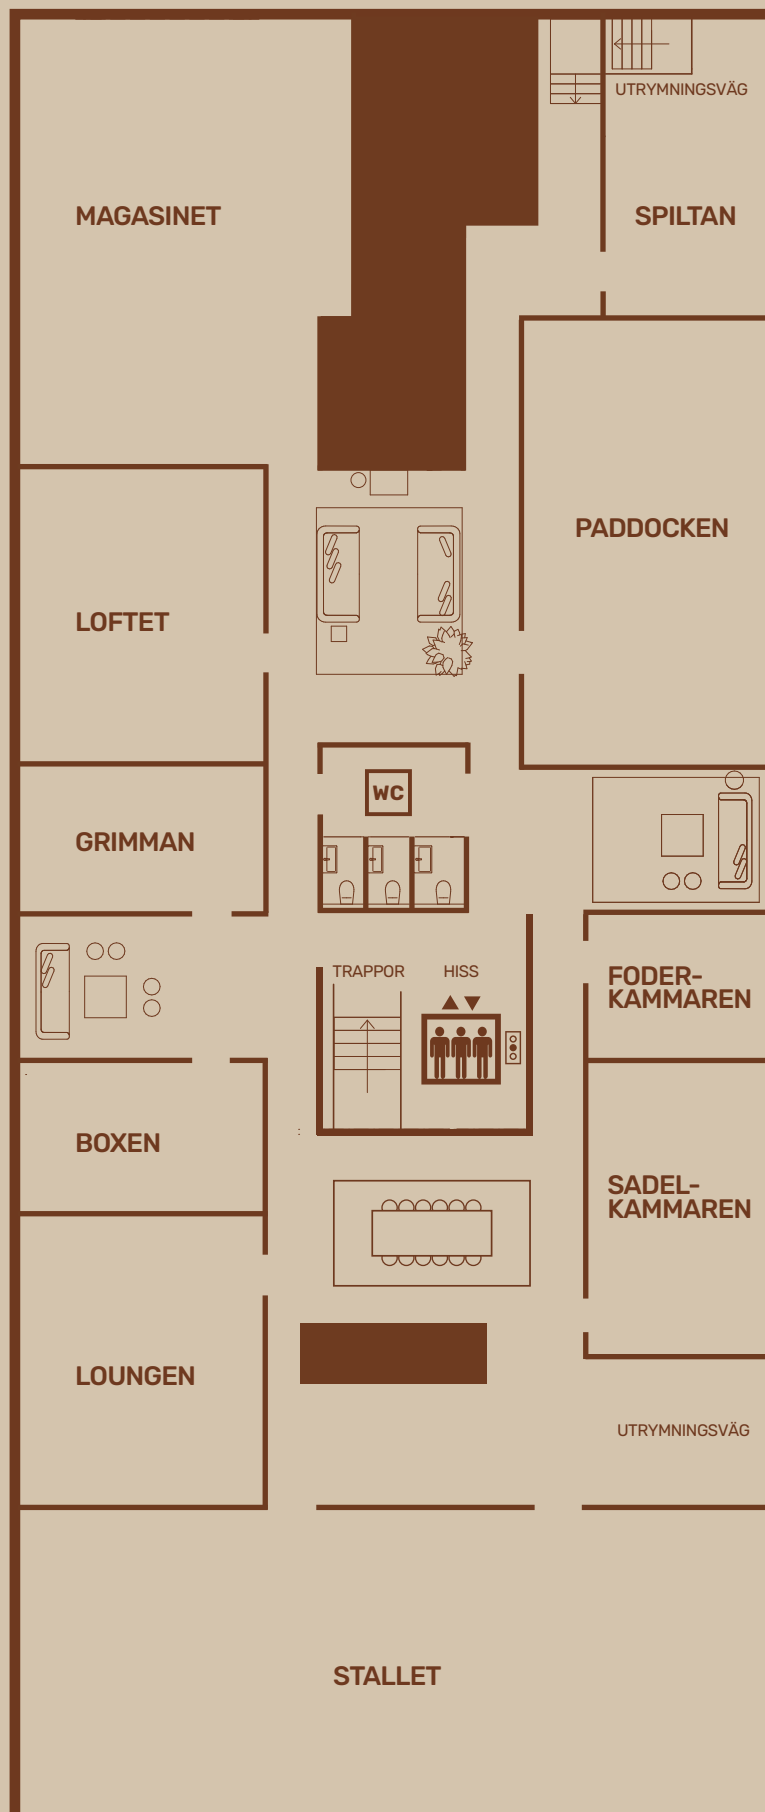 UTRYMNINGSVÄG
MAGASINET
SPILTAN
PADDOCKEN
LOFTET
WC
GRIMMAN
TRAPPOR
HISS
FODER-
KAMMAREN
BOXEN
SADEL-
KAMMAREN
LOUNGEN
UTRYMNINGSVÄG
STALLET